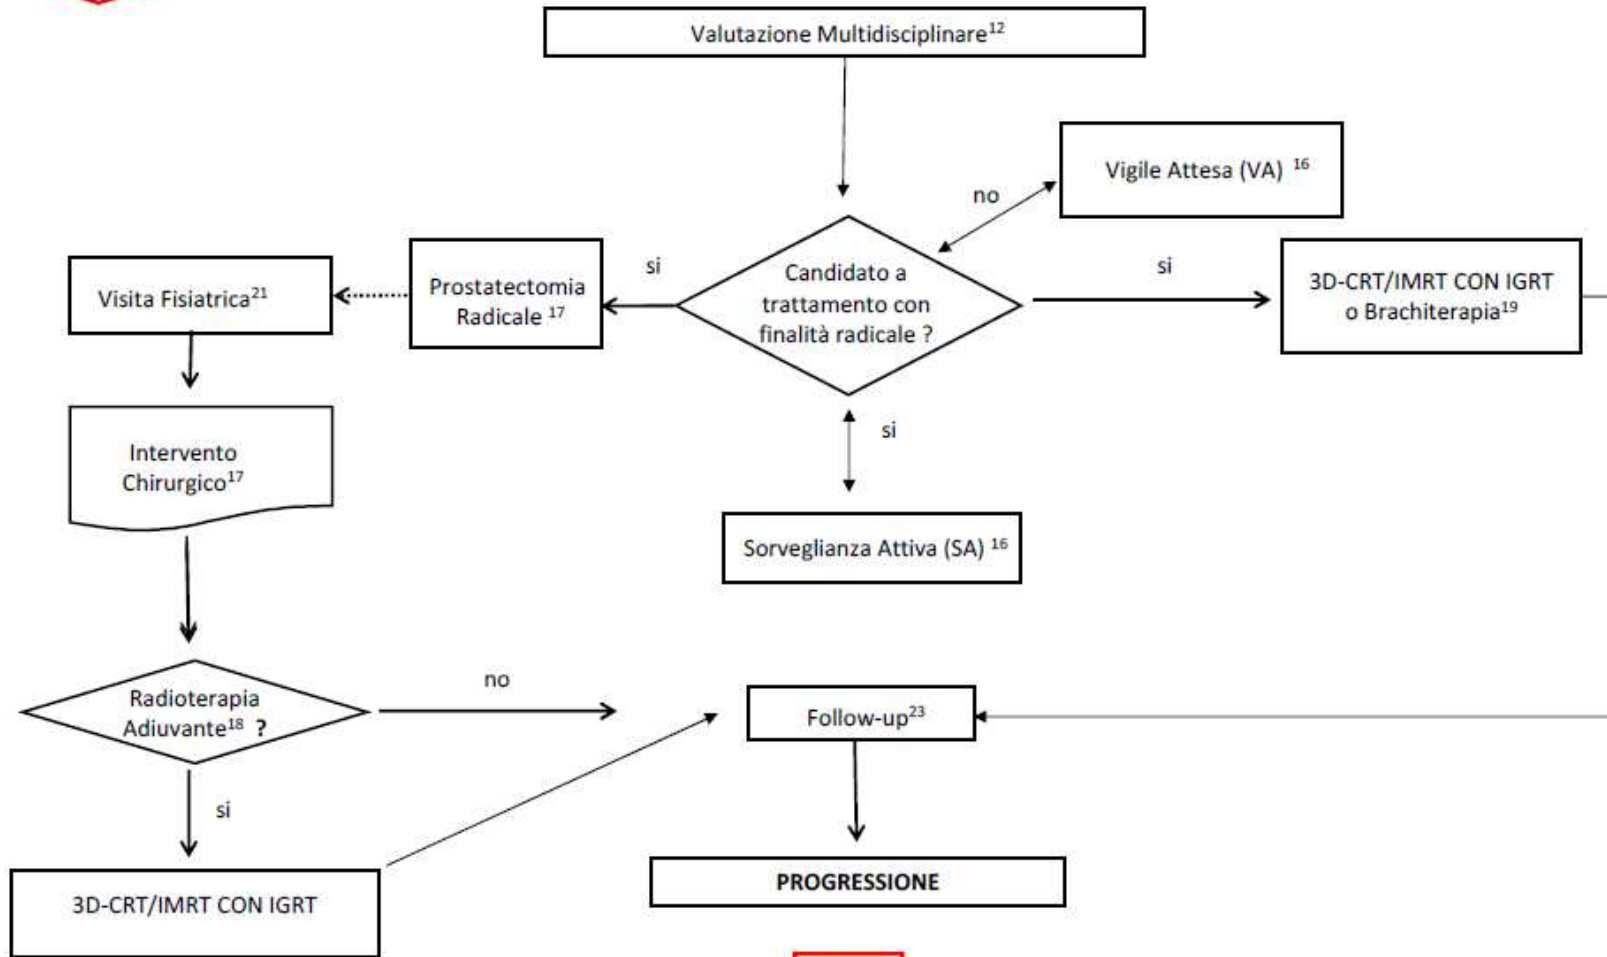 Valutazione Multidisciplinare¹²
Vigile Attesa (VA) ¹⁶
no
Candidato a
trattamento con
finalità radicale ?
si
si
Prostatectomia
Radicale ¹⁷
Visita Fisiatrica²¹
3D-CRT/IMRT CON IGRT
o Brachiterapia¹⁹
Intervento
Chirurgico¹⁷
si
Sorveglianza Attiva (SA) ¹⁶
Radioterapia
Adiuvante¹⁸ ?
no
Follow-up²³
si
3D-CRT/IMRT CON IGRT
PROGRESSIONE